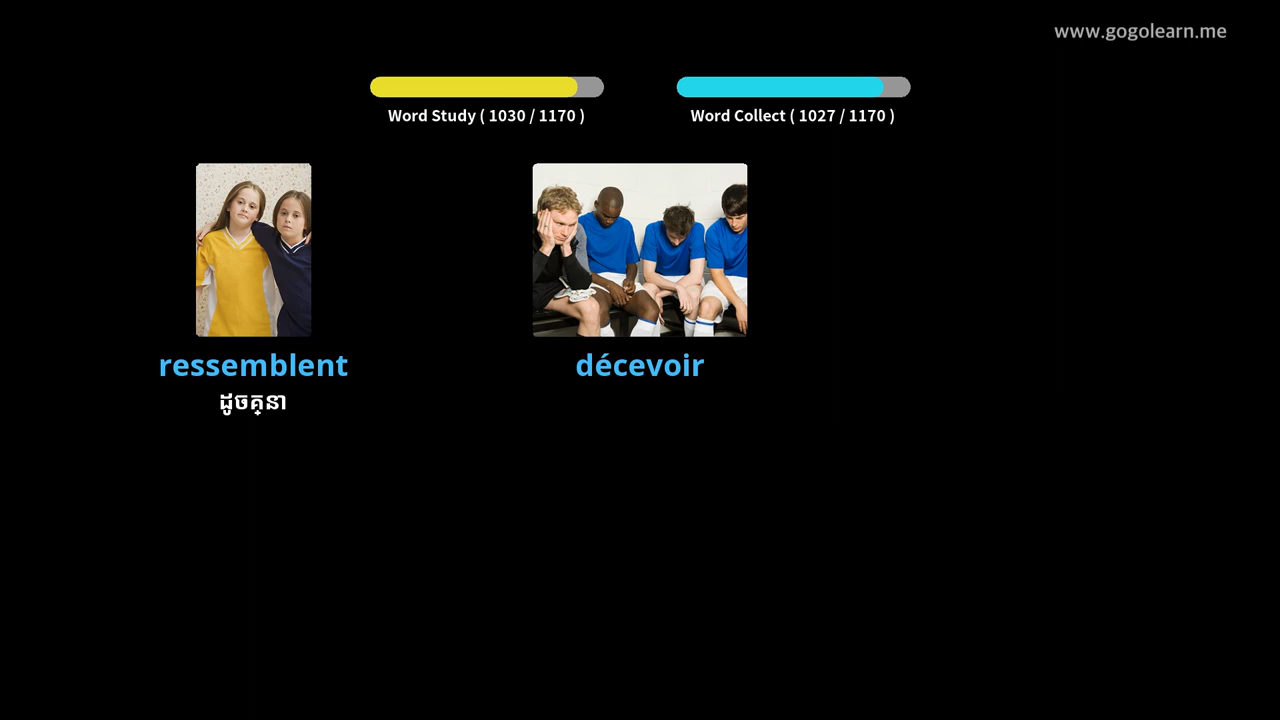 www.gogolearn.me
Word Study ( 1030 / 1170 )
Word Collect ( 1027 / 1170 )
ressemblent
ដូចគ្នា
décevoir